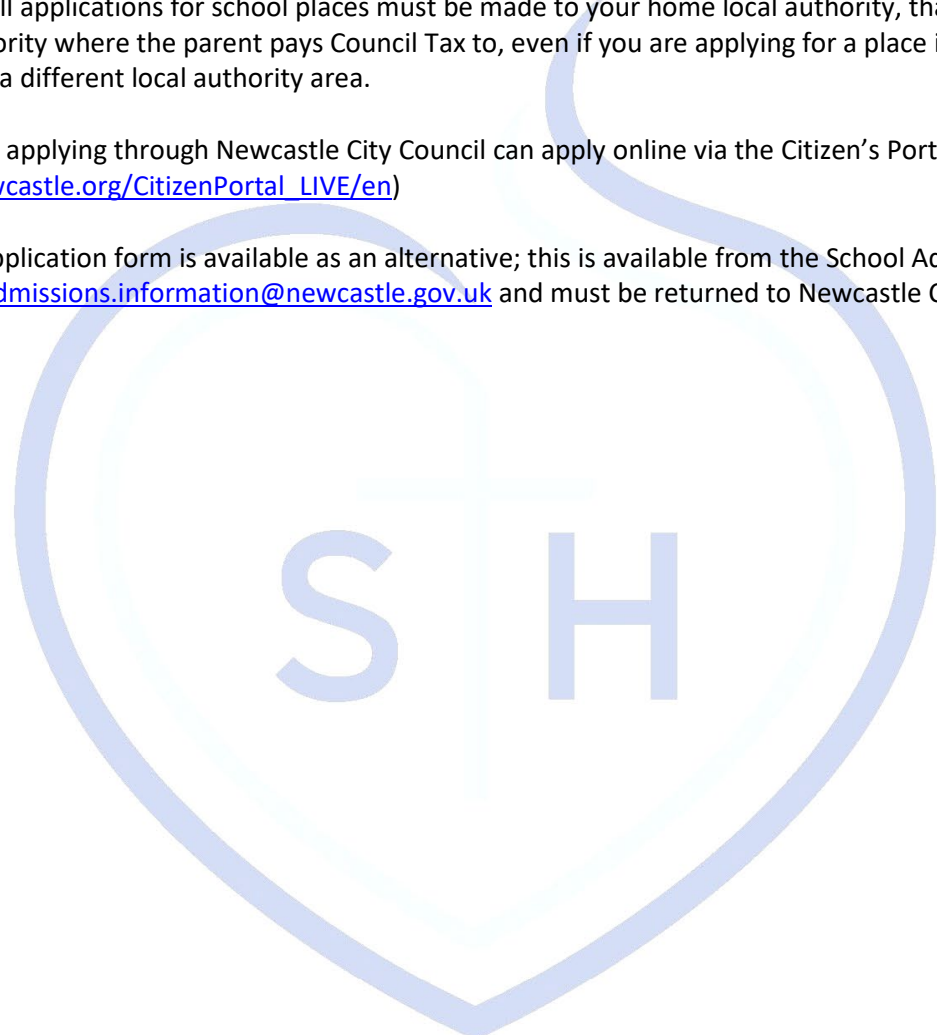 ll applications for school places must be made to your home local authority, tha
ority where the parent pays Council Tax to, even if you are applying for a place i
a different local authority area.
applying through Newcastle City Council can apply online via the Citizen's Port
vcastle.org/CitizenPortal_LIVE/en)
plication form is available as an alternative; this is available from the School Ad
dmissions.information@newcastle.gov.uk and must be returned to Newcastle C
S H